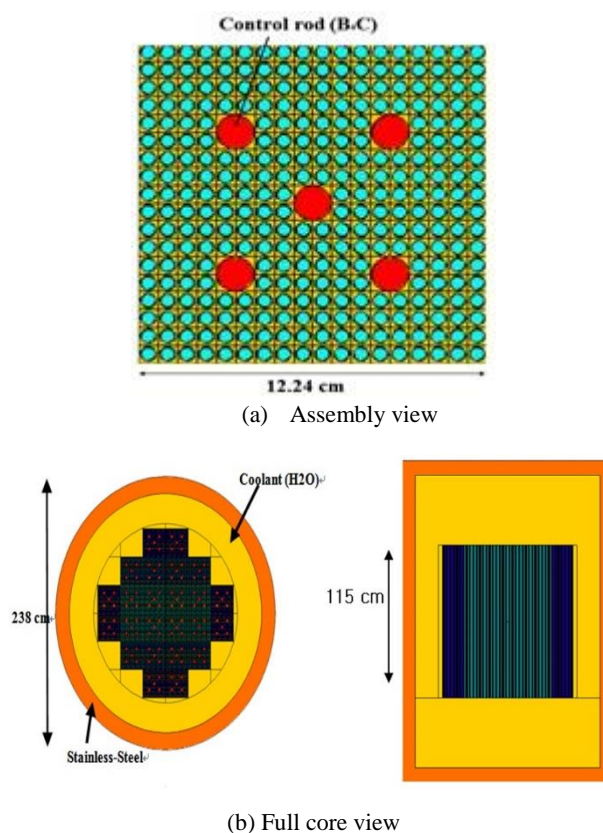 Control rod (B₄C)
12.24 cm
(a) Assembly view
Coolant (H2O)
238 cm
115 cm
Stainless-Steel
(b) Full core view